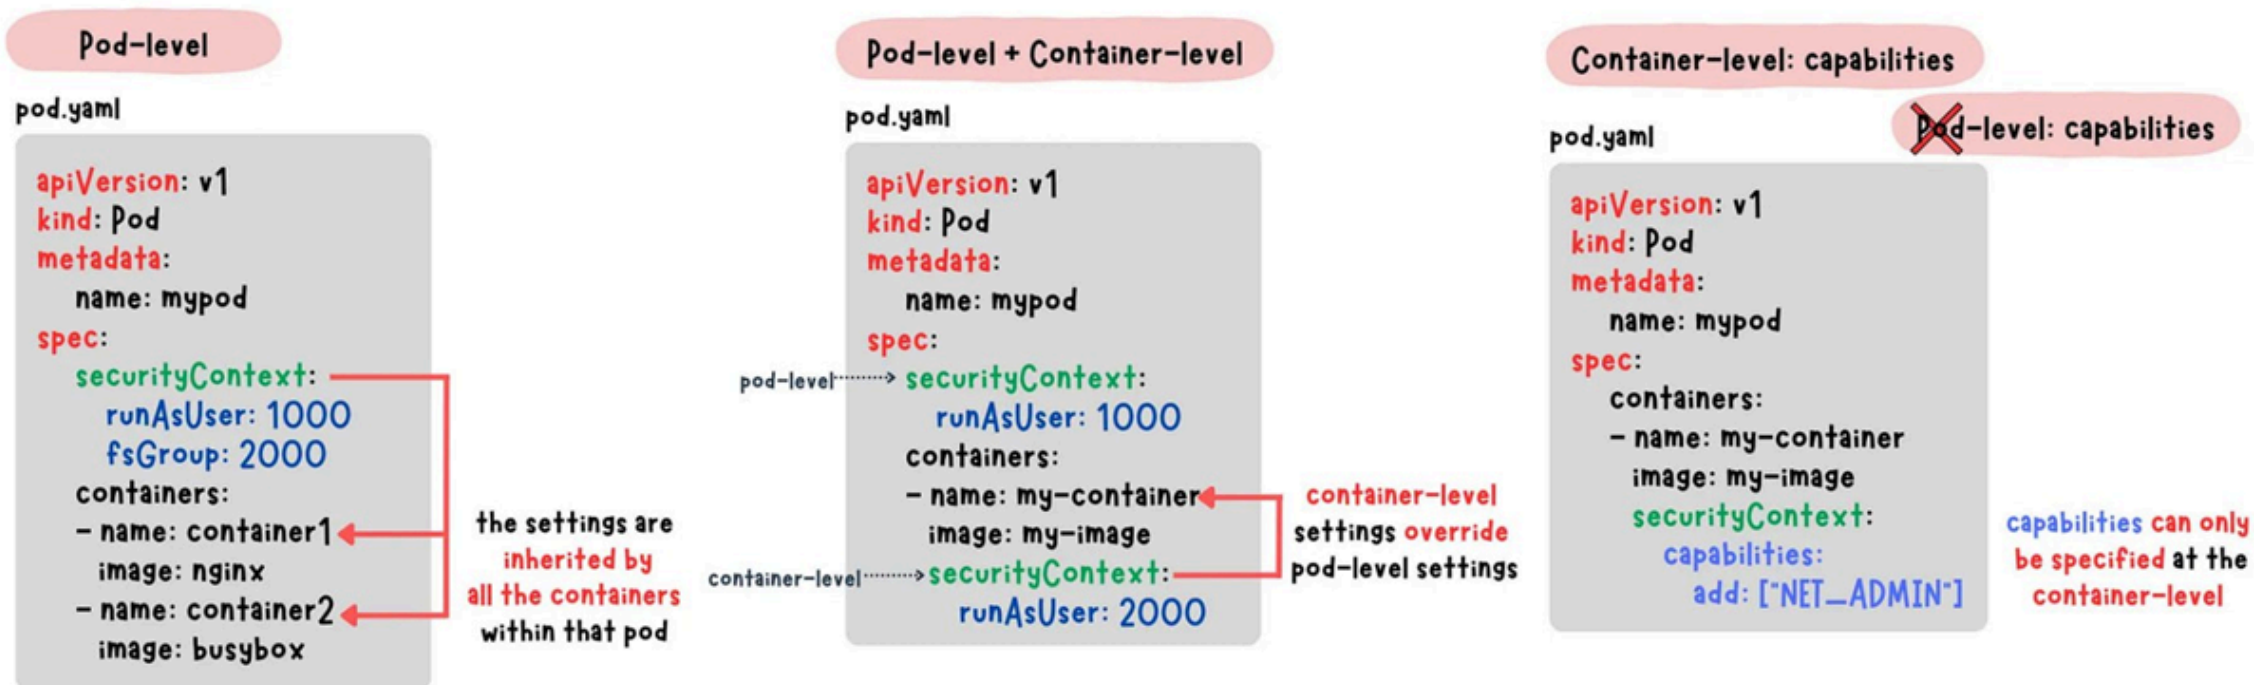 Pod-level
pod.yaml
apiVersion: v1
kind: Pod
metadata:
name: mypod
spec:
securityContext:
runAsUser: 1000
fsGroup: 2000
containers:
- name: container1
image: nginx
- name: container2
image: busybox
the settings are
inherited by
all the containers
within that pod
Pod-level + Container-level
pod.yaml
apiVersion: v1
kind: Pod
metadata:
name: mypod
spec:
pod-level
securityContext:
runAsUser: 1000
containers:
- name: my-container
image: my-image
container-level
securityContext:
runAsUser: 2000
container-level
settings override
pod-level settings
Container-level: capabilities
Pod-level: capabilities
pod.yaml
apiVersion: v1
kind: Pod
metadata:
name: mypod
spec:
containers:
- name: my-container
image: my-image
securityContext:
capabilities:
add: ["NET_ADMIN"]
capabilities can only
be specified at the
container-level